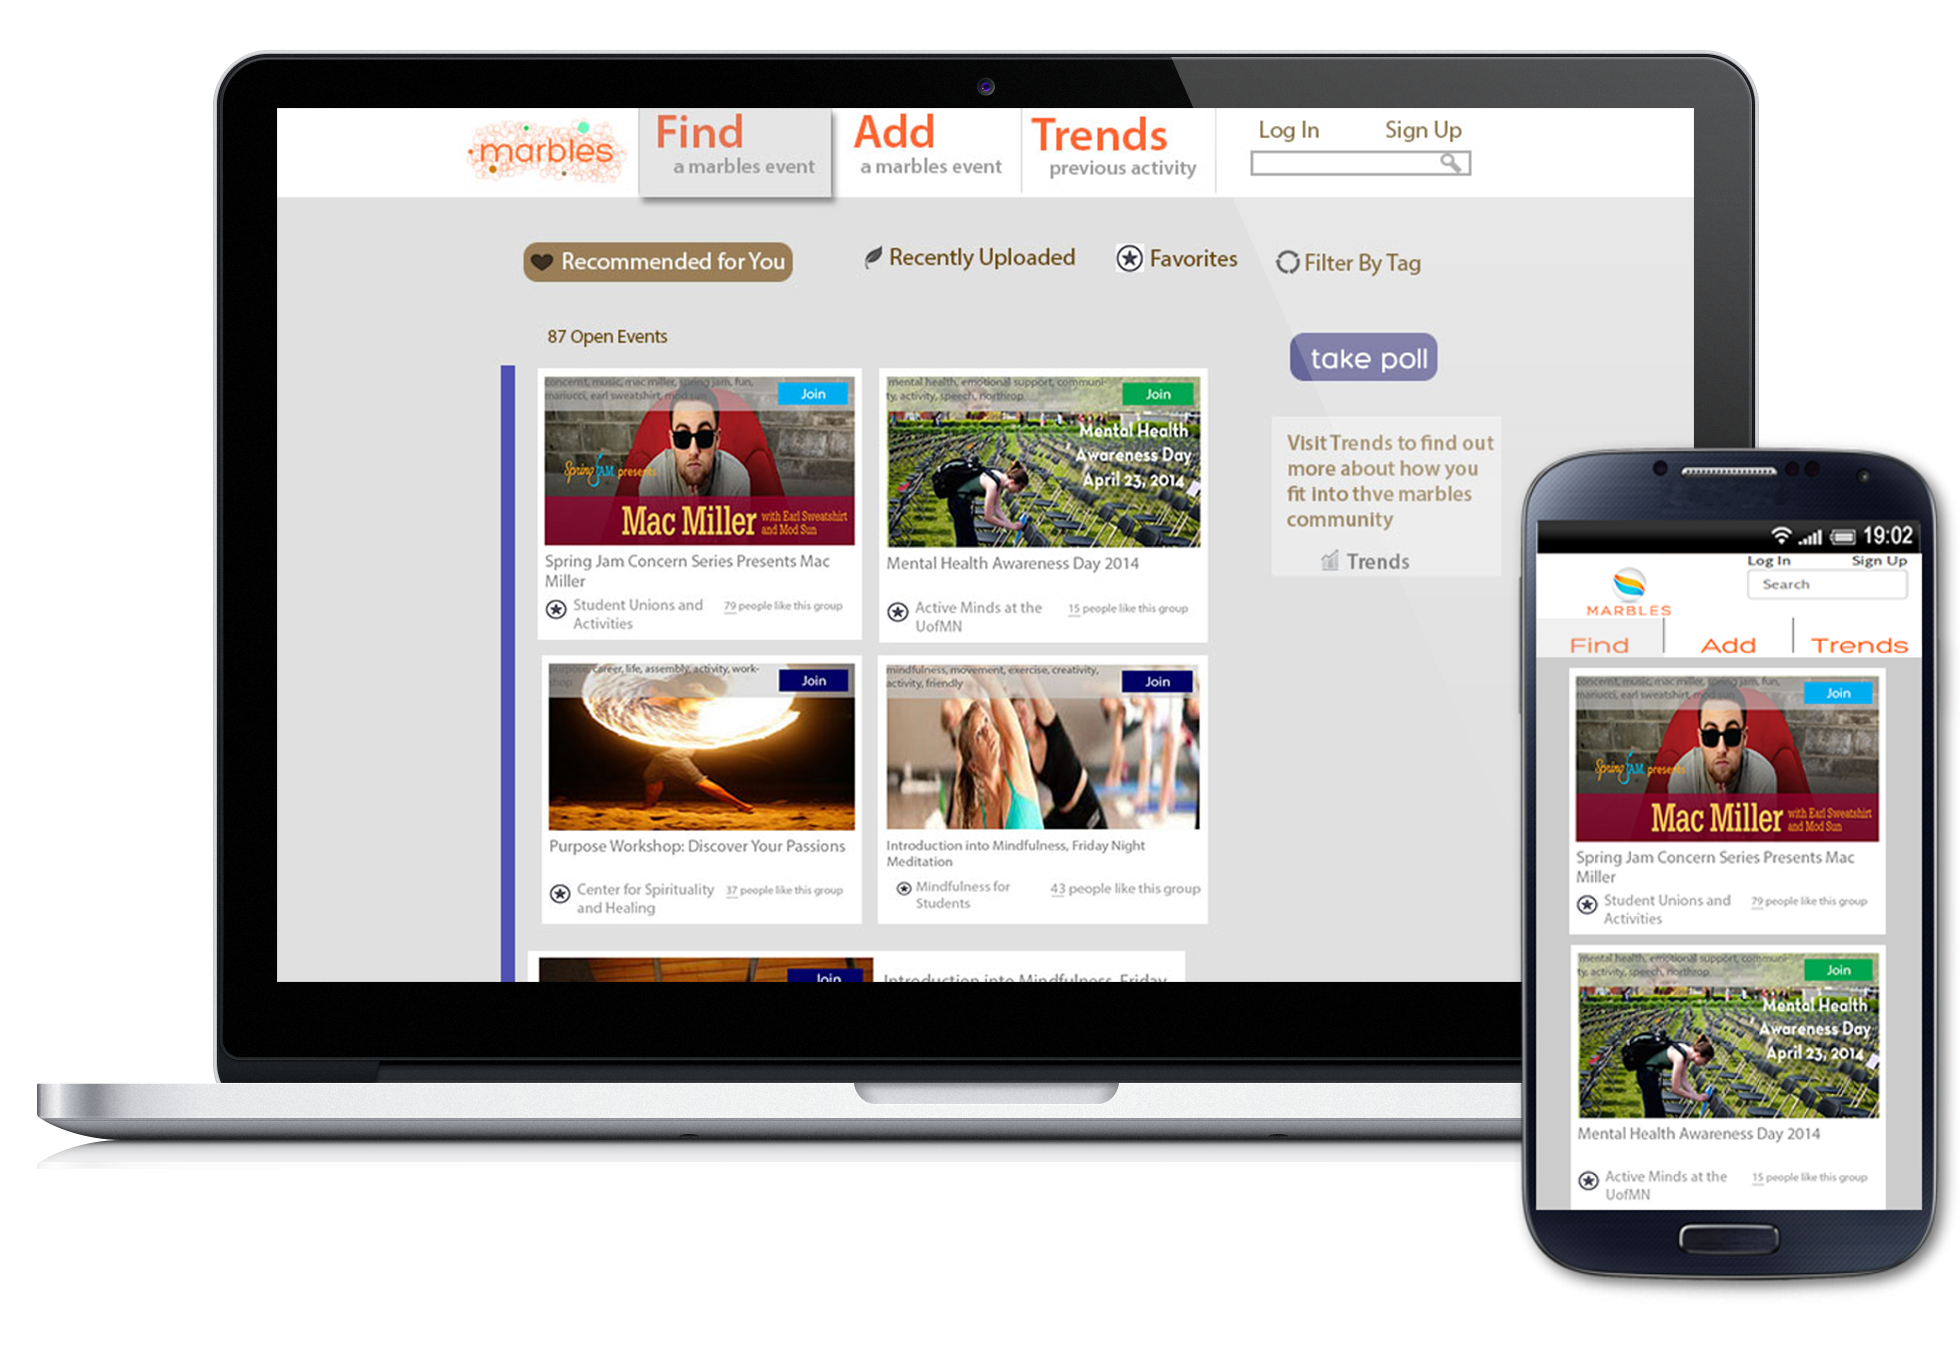 marbles
Find
a marbles event
Add
a marbles event
Trends
previous activity
Log In
Sign Up
Recommended for You
Recently Uploaded
Favorites
Filter By Tag
87 Open Events
concernt, music, mac miller, spring jam, fun,
mariucci, earl sweatshirt, mod sun
Join
Spring JAM presents
Mac Miller with Earl Sweatshirt
and Mod Sun
Spring Jam Concern Series Presents Mac
Miller
Student Unions and
Activities
79 people like this group
mental health, emotional support, communi-
ty, activity, speech, northrop
Join
Mental Health
Awareness Day
April 23, 2014
Mental Health Awareness Day 2014
Active Minds at the
UofMN
15 people like this group
purpose, career, life, assembly, activity, work-
shop
Join
Purpose Workshop: Discover Your Passions
Center for Spirituality
and Healing
37 people like this group
mindfulness, movement, exercise, creativity,
activity, friendly
Join
Introduction into Mindfulness, Friday Night
Meditation
Mindfulness for
Students
43 people like this group
Join
Introduction into Mindfulness, Friday
take poll
Visit Trends to find out
more about how you
fit into thve marbles
community
Trends
19:02
Log In
Sign Up
Search
MARBLES
Find
Add
Trends
concernt, music, mac miller, spring jam, fun,
mariucci, earl sweatshirt, mod sun
Join
Spring JAM presents
Mac Miller with Earl Sweatshirt
and Mod Sun
Spring Jam Concern Series Presents Mac
Miller
Student Unions and
Activities
79 people like this group
mental health, emotional support, communi-
ty, activity, speech, northrop
Join
Mental Health
Awareness Day
April 23, 2014
Mental Health Awareness Day 2014
Active Minds at the
UofMN
15 people like this group